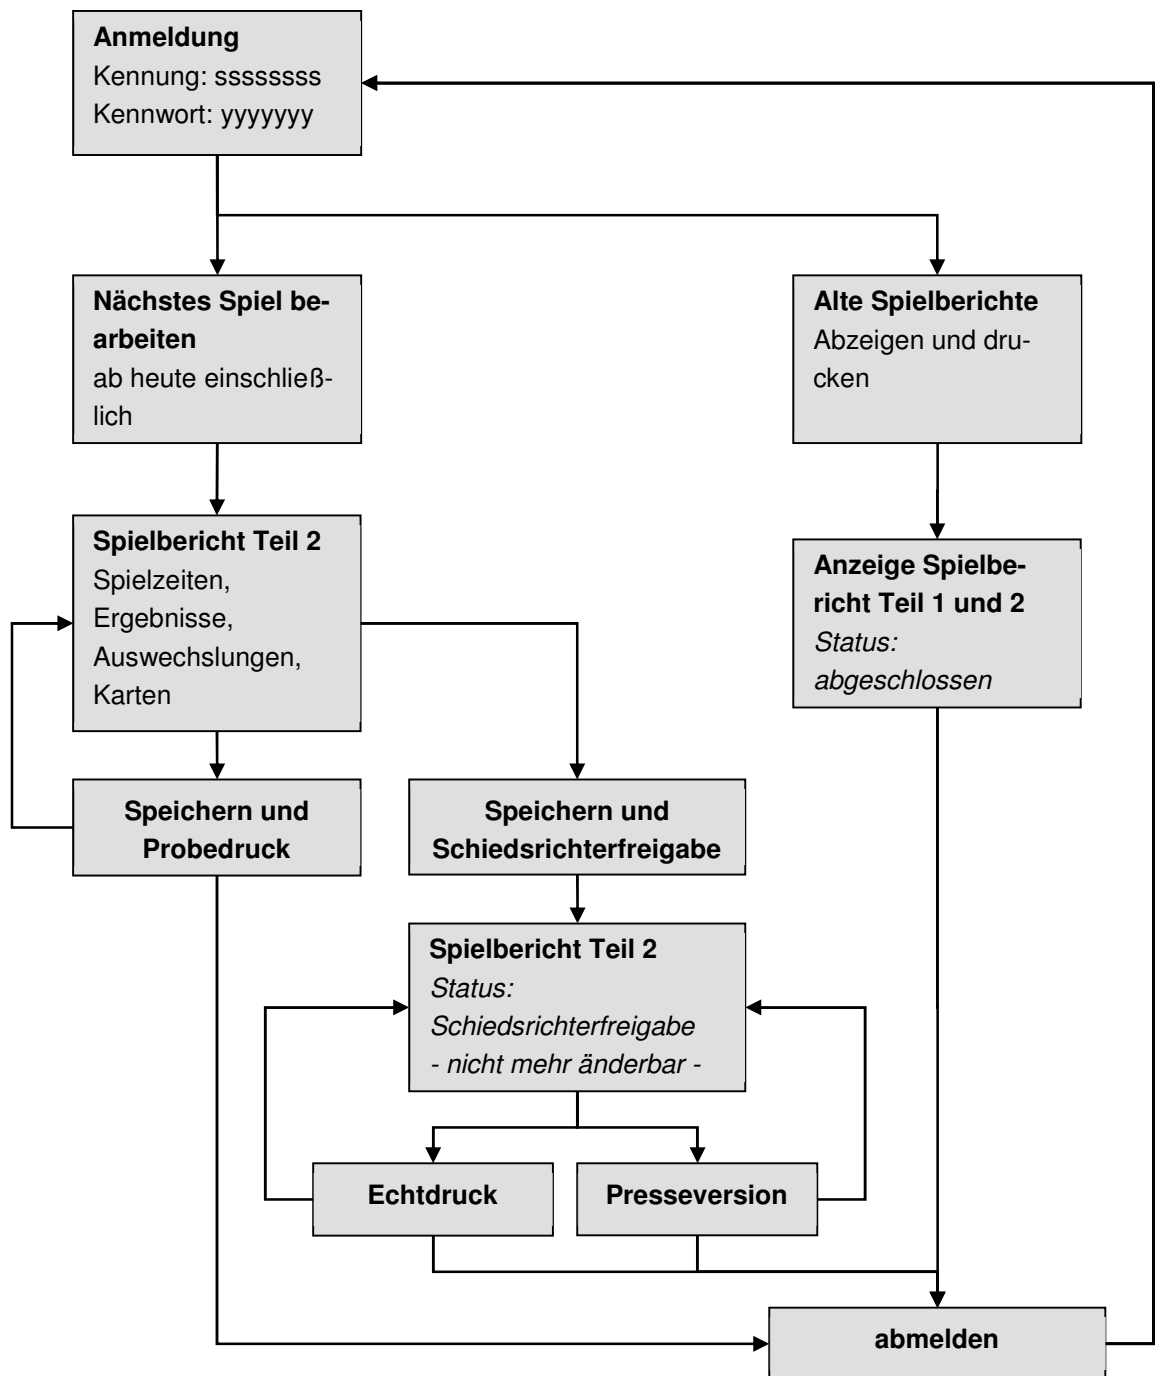 Anmeldung
Kennung: ssssssss
Kennwort: yyyyyyy
Nächstes Spiel be-
arbeiten
ab heute einschließ-
lich
Alte Spielberichte
Abzeigen und dru-
cken
Spielbericht Teil 2
Spielzeiten,
Ergebnisse,
Auswechslungen,
Karten
Anzeige Spielbe-
richt Teil 1 und 2
Status:
abgeschlossen
Speichern und
Probedruck
Speichern und
Schiedsrichterfreigabe
Spielbericht Teil 2
Status:
Schiedsrichterfreigabe
- nicht mehr änderbar -
Echtdruck
Presseversion
abmelden